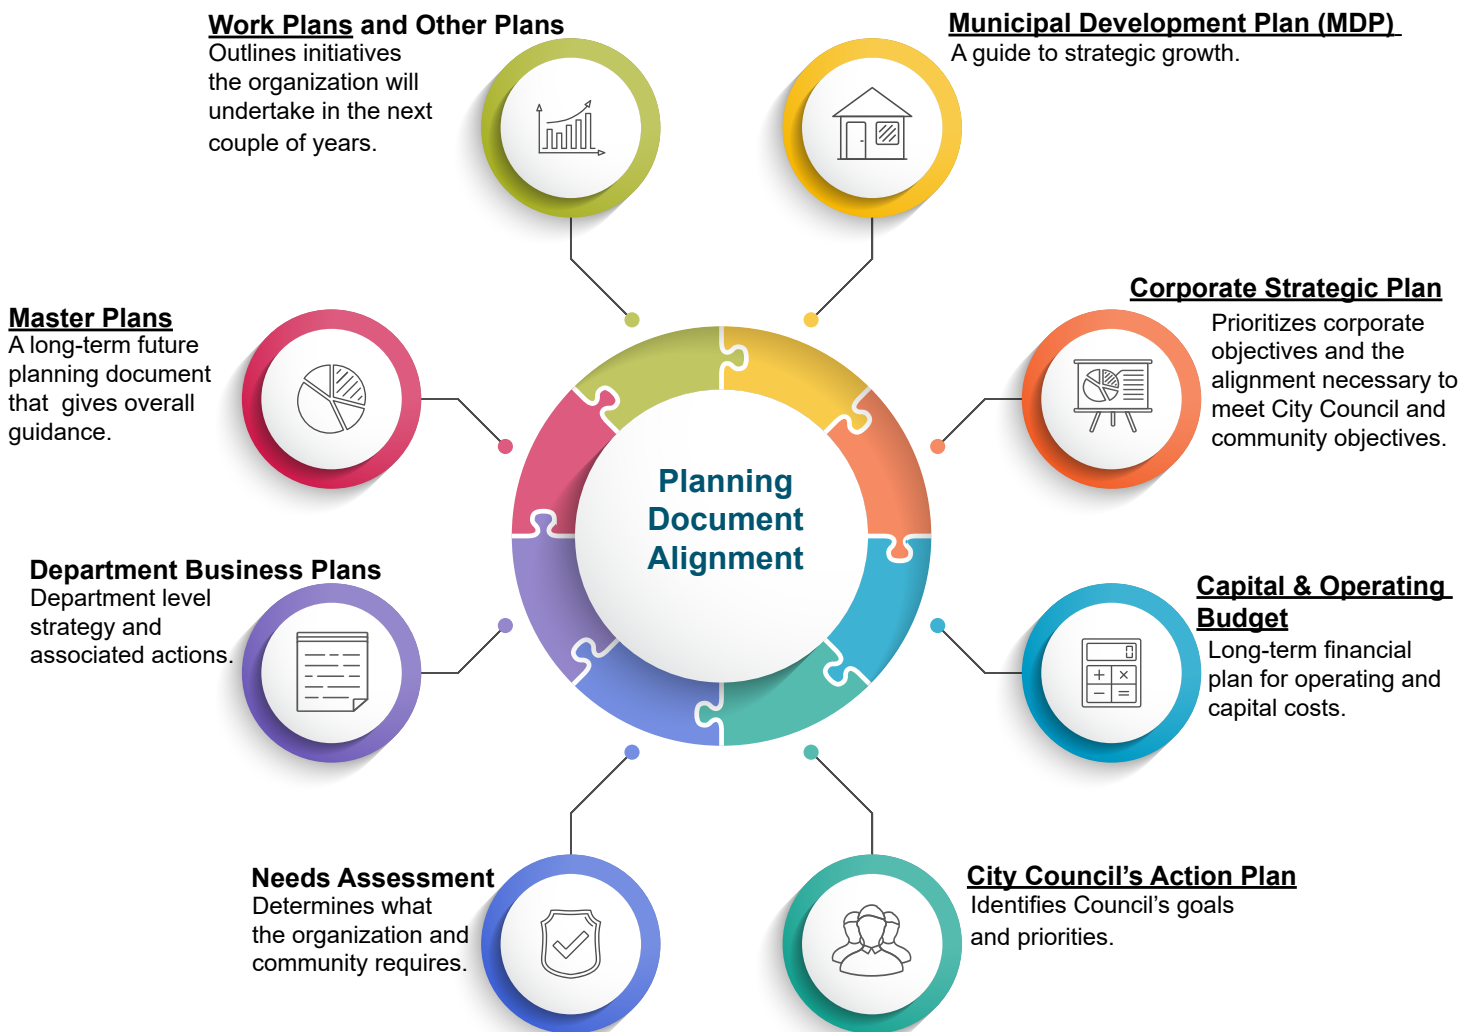 Work Plans and Other Plans
Outlines initiatives
the organization will
undertake in the next
couple of years.
Municipal Development Plan (MDP)
A guide to strategic growth.
Master Plans
A long-term future
planning document
that gives overall
guidance.
Corporate Strategic Plan
Prioritizes corporate
objectives and the
alignment necessary to
meet City Council and
community objectives.
Planning
Document
Alignment
Department Business Plans
Department level
strategy and
associated actions.
Capital & Operating
Budget
Long-term financial
plan for operating and
capital costs.
0
+ ×
− =
Needs Assessment
Determines what
the organization and
community requires.
City Council’s Action Plan
Identifies Council’s goals
and priorities.